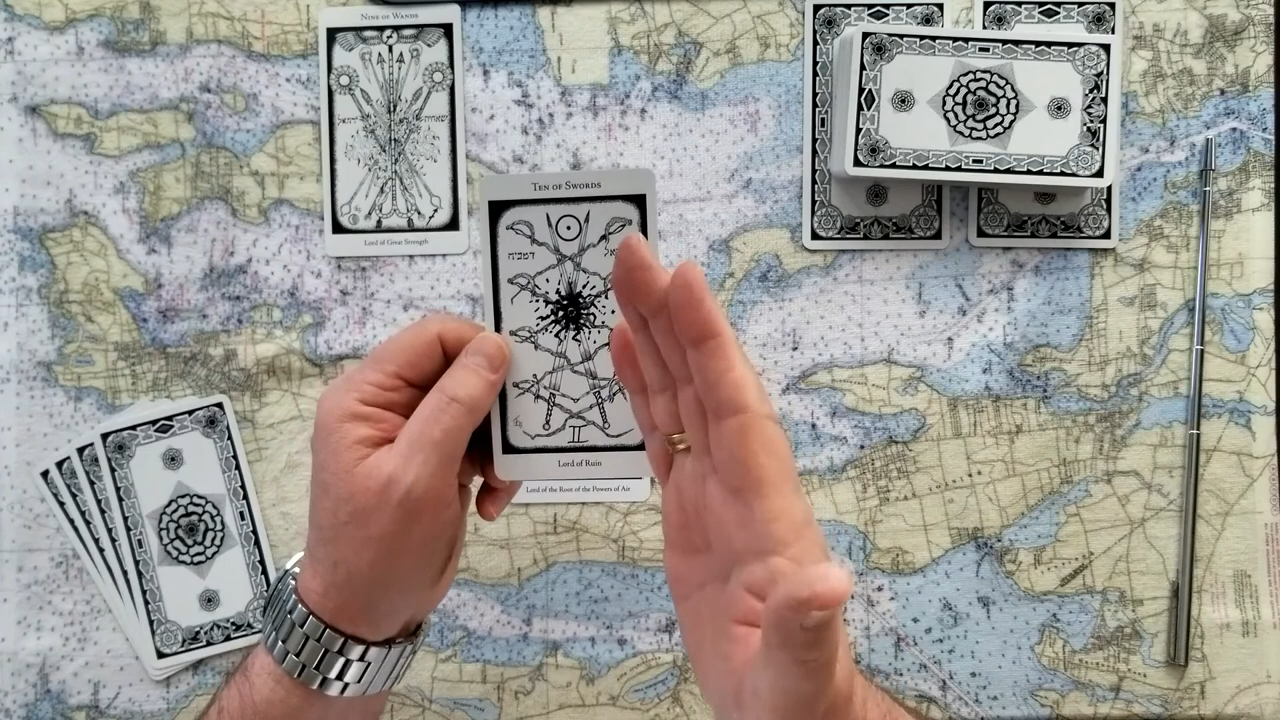 NINE OF WANDS
Lord of Great Strength
TEN OF SWORDS
דמביה
Lord of Ruin
Lord of the Root of the Powers of Air